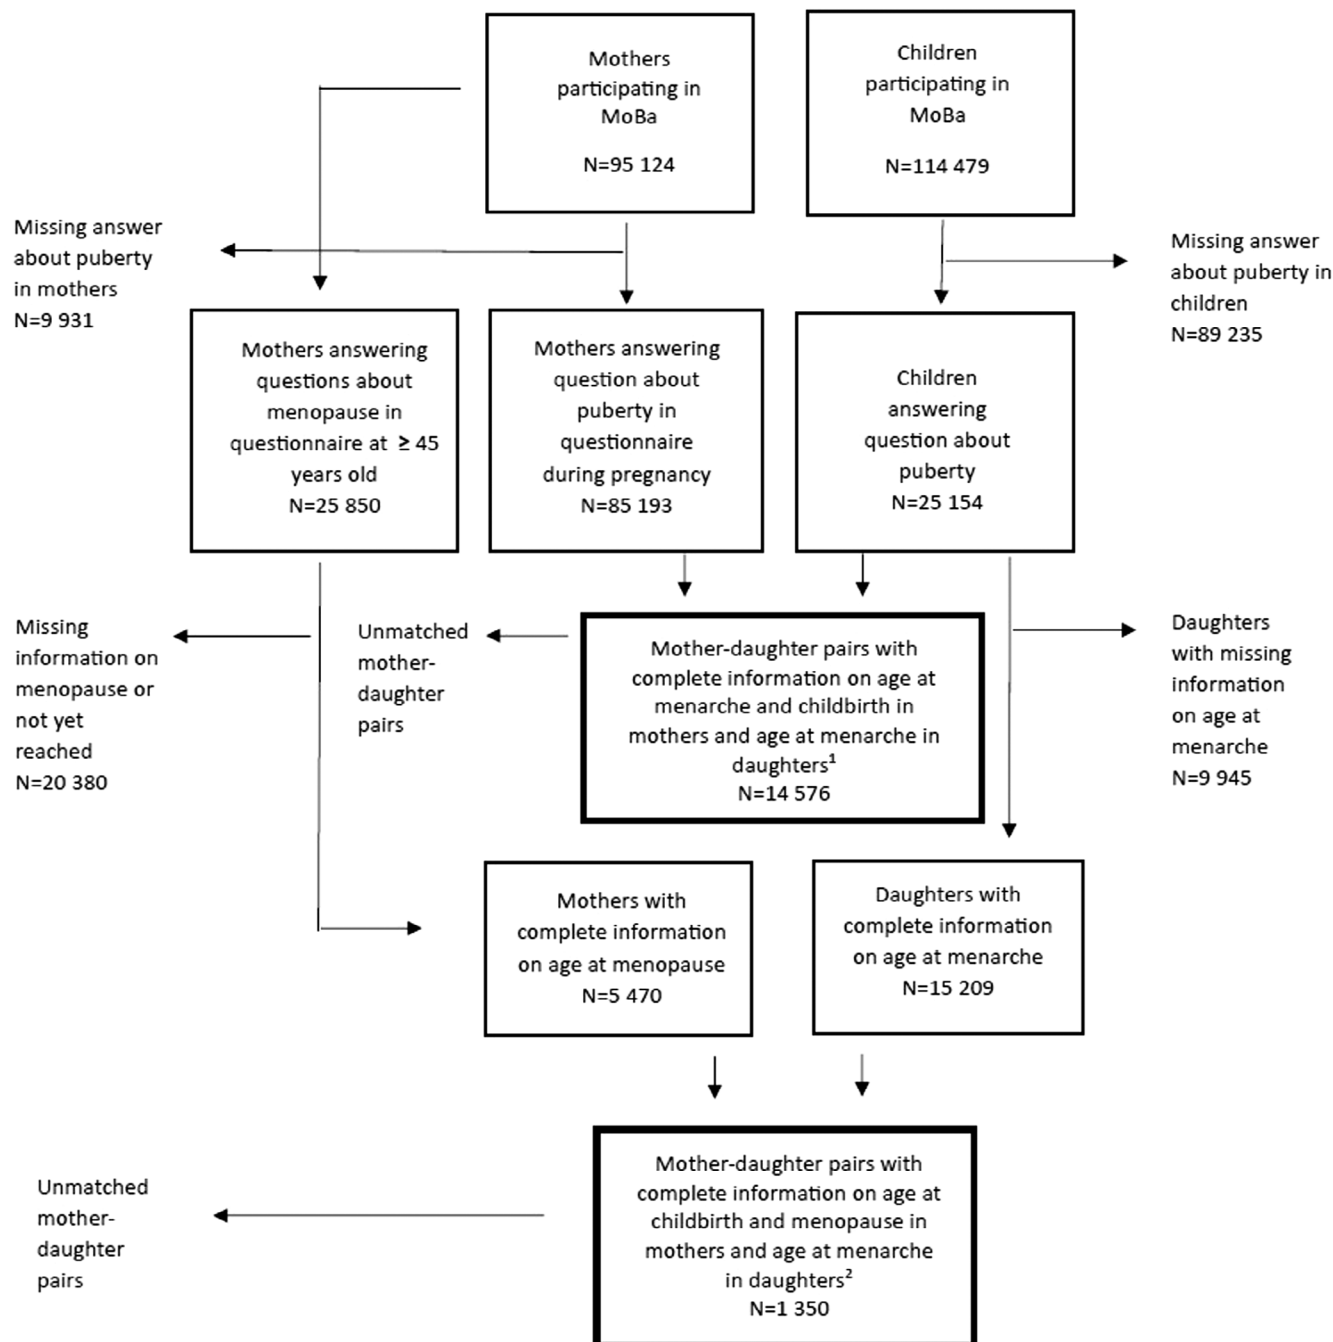 Mothers
participating in
MoBa
N=95 124
Children
participating in
MoBa
N=114 479
Missing answer
about puberty
in mothers
N=9 931
Missing answer
about puberty in
children
N=89 235
Mothers answering
questions about
menopause in
questionnaire at ≥ 45
years old
N=25 850
Mothers answering
question about
puberty in
questionnaire
during pregnancy
N=85 193
Children
answering
question about
puberty
N=25 154
Missing
information on
menopause or
not yet
reached
N=20 380
Unmatched
mother-
daughter
pairs
Mother-daughter pairs with
complete information on age at
menarche and childbirth in
mothers and age at menarche in
daughters¹
N=14 576
Daughters
with missing
information
on age at
menarche
N=9 945
Mothers with
complete information
on age at menopause
N=5 470
Daughters with
complete information
on age at menarche
N=15 209
Unmatched
mother-
daughter
pairs
Mother-daughter pairs with
complete information on age at
childbirth and menopause in
mothers and age at menarche
in daughters²
N=1 350